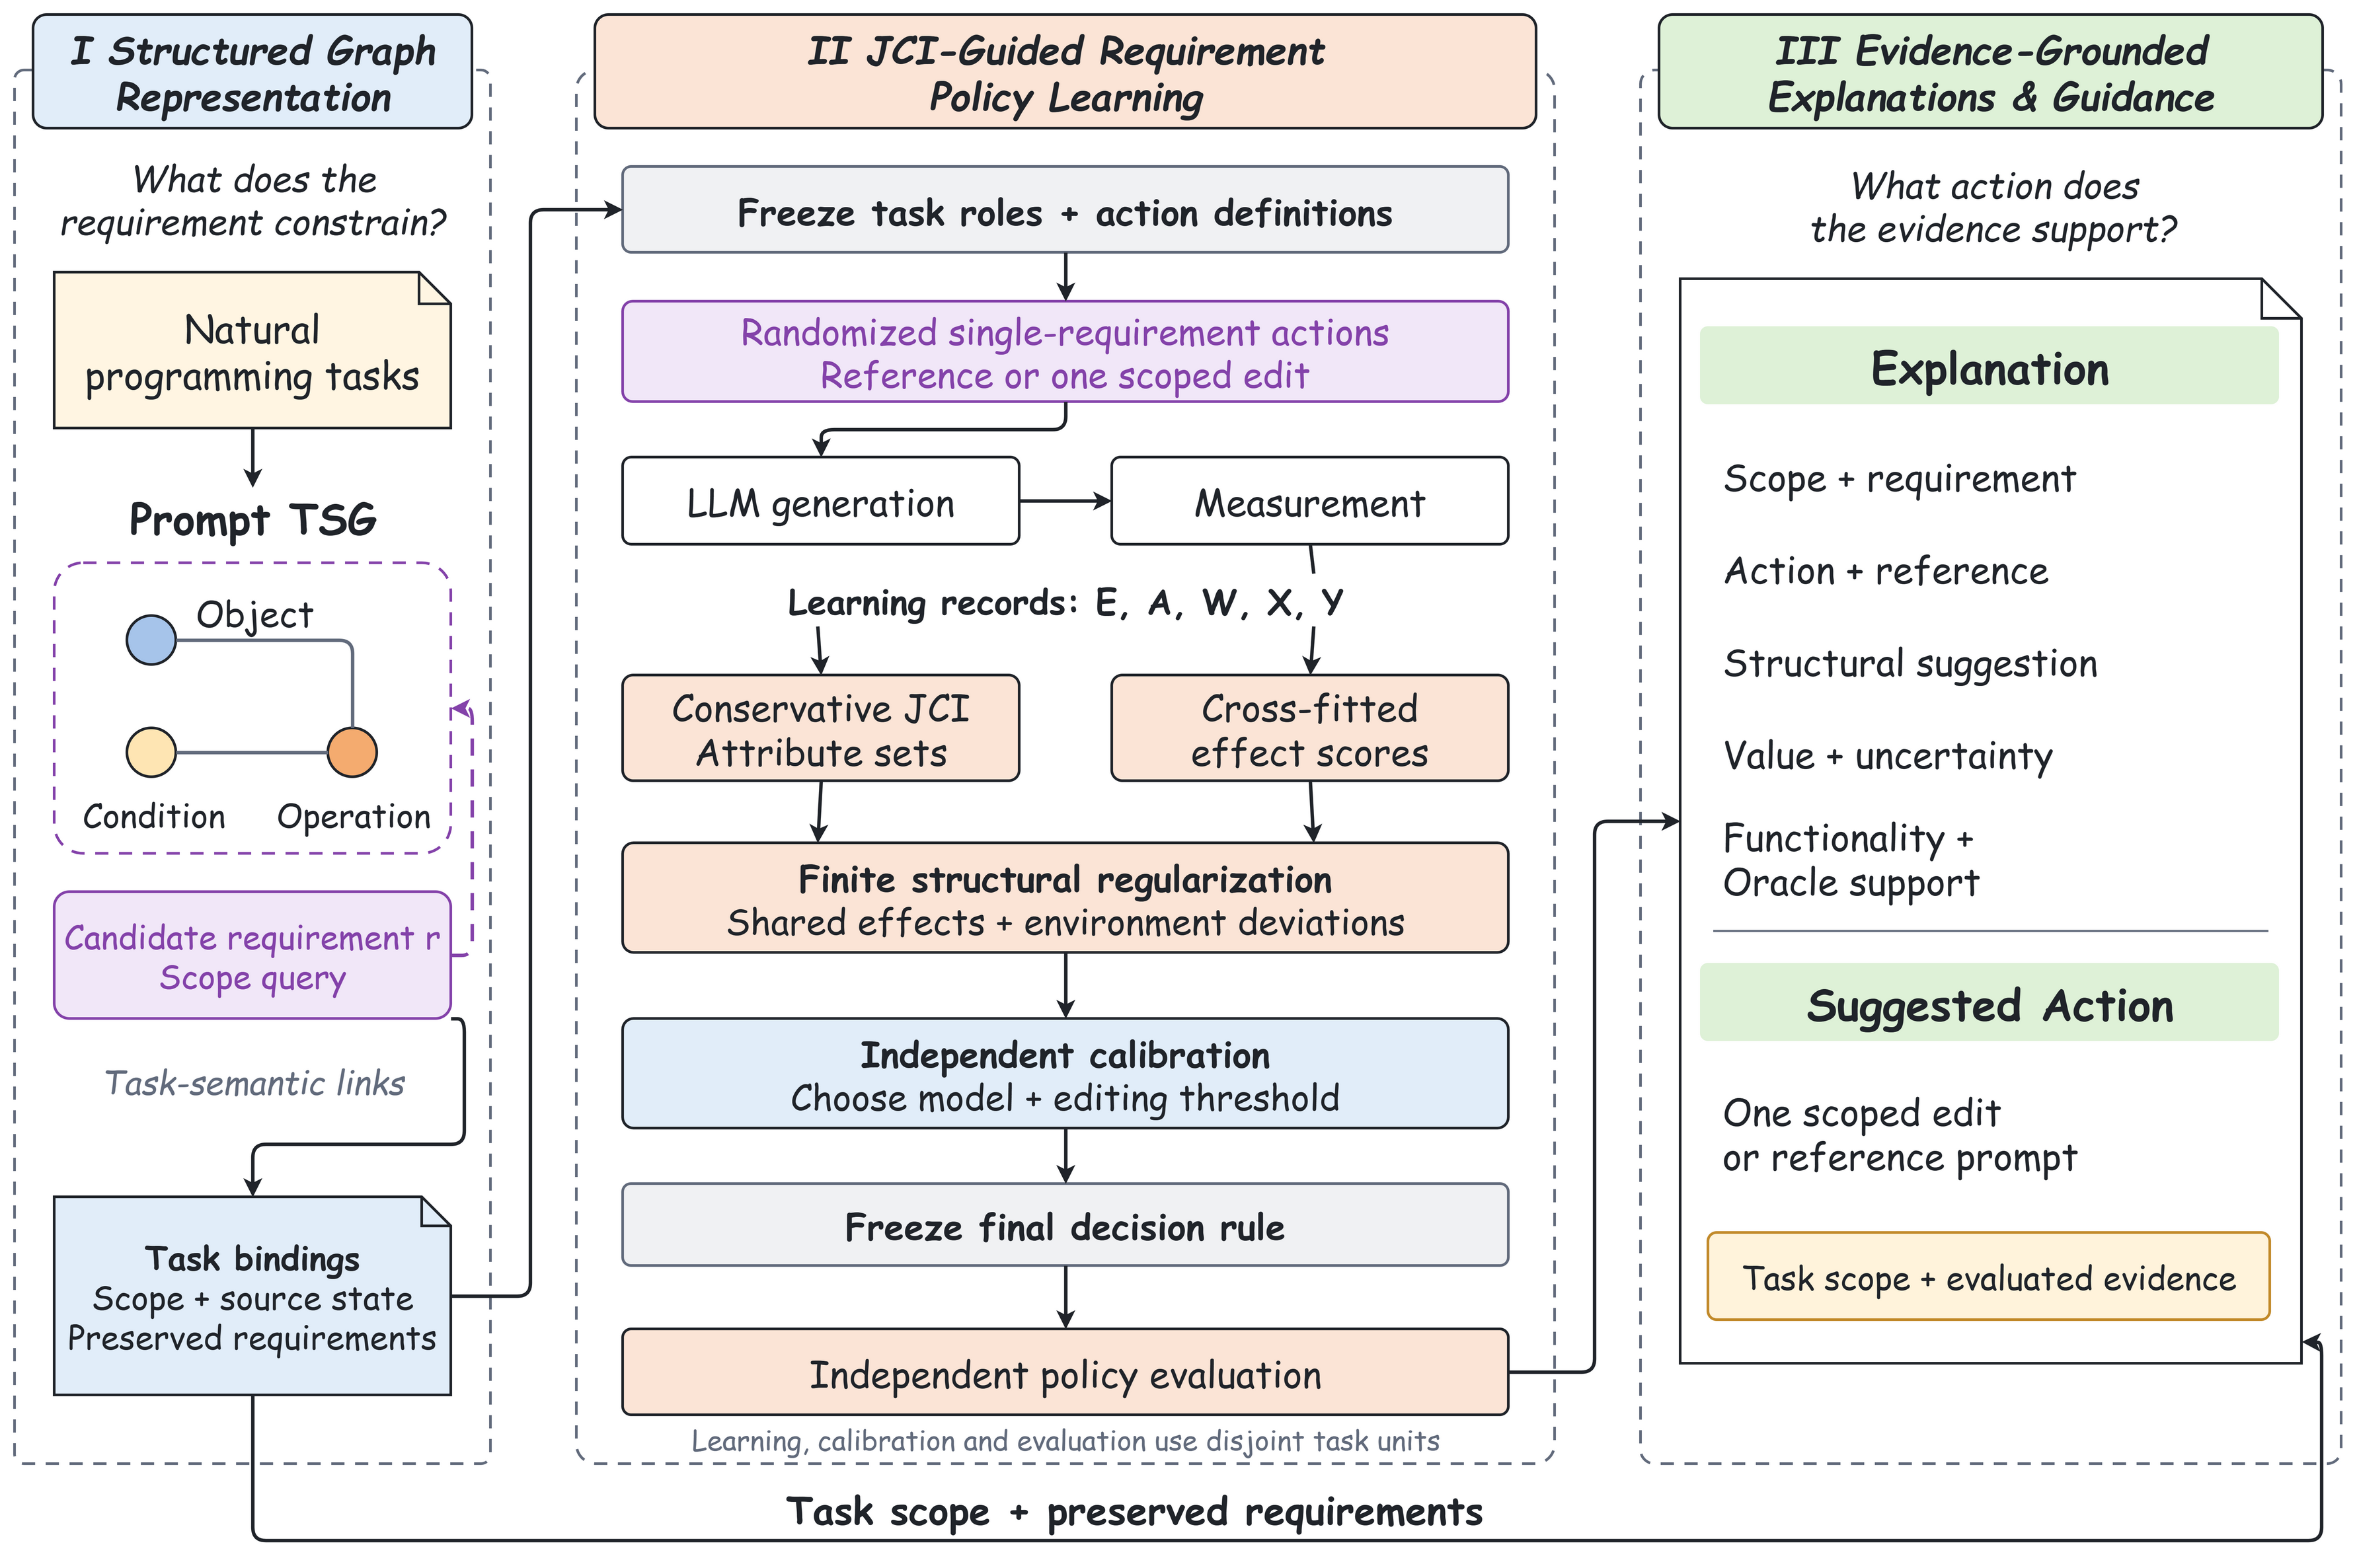 I Structured Graph
Representation
What does the
requirement constrain?
Natural
programming tasks
Prompt TSG
Object
Condition
Operation
Candidate requirement r
Scope query
Task-semantic links
Task bindings
Scope + source state
Preserved requirements
II JCI-Guided Requirement
Policy Learning
Freeze task roles + action definitions
Randomized single-requirement actions
Reference or one scoped edit
LLM generation
Measurement
Learning records: E, A, W, X, Y
Conservative JCI
Attribute sets
Cross-fitted
effect scores
Finite structural regularization
Shared effects + environment deviations
Independent calibration
Choose model + editing threshold
Freeze final decision rule
Independent policy evaluation
Learning, calibration and evaluation use disjoint task units
III Evidence-Grounded
Explanations & Guidance
What action does
the evidence support?
Explanation
Scope + requirement
Action + reference
Structural suggestion
Value + uncertainty
Functionality +
Oracle support
Suggested Action
One scoped edit
or reference prompt
Task scope + evaluated evidence
Task scope + preserved requirements